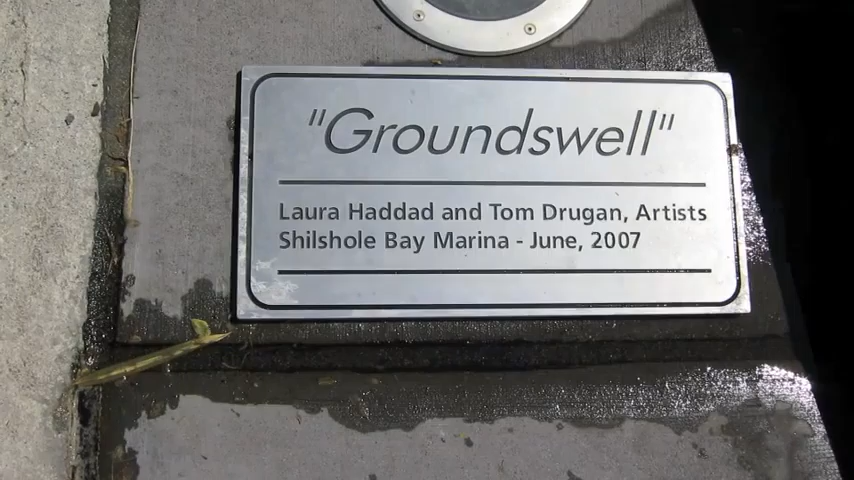 "Groundswell"
Laura Haddad and Tom Drugan, Artists
Shilshole Bay Marina - June, 2007